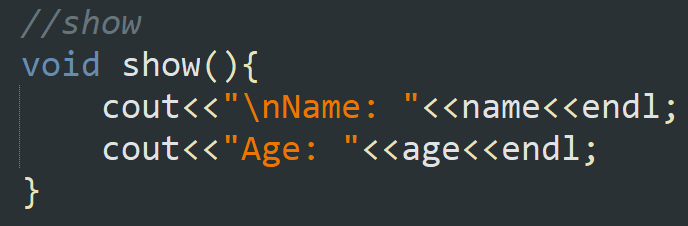 //show
void show(){
    cout<<"\nName: "<<name<<endl;
    cout<<"Age: "<<age<<endl;
}